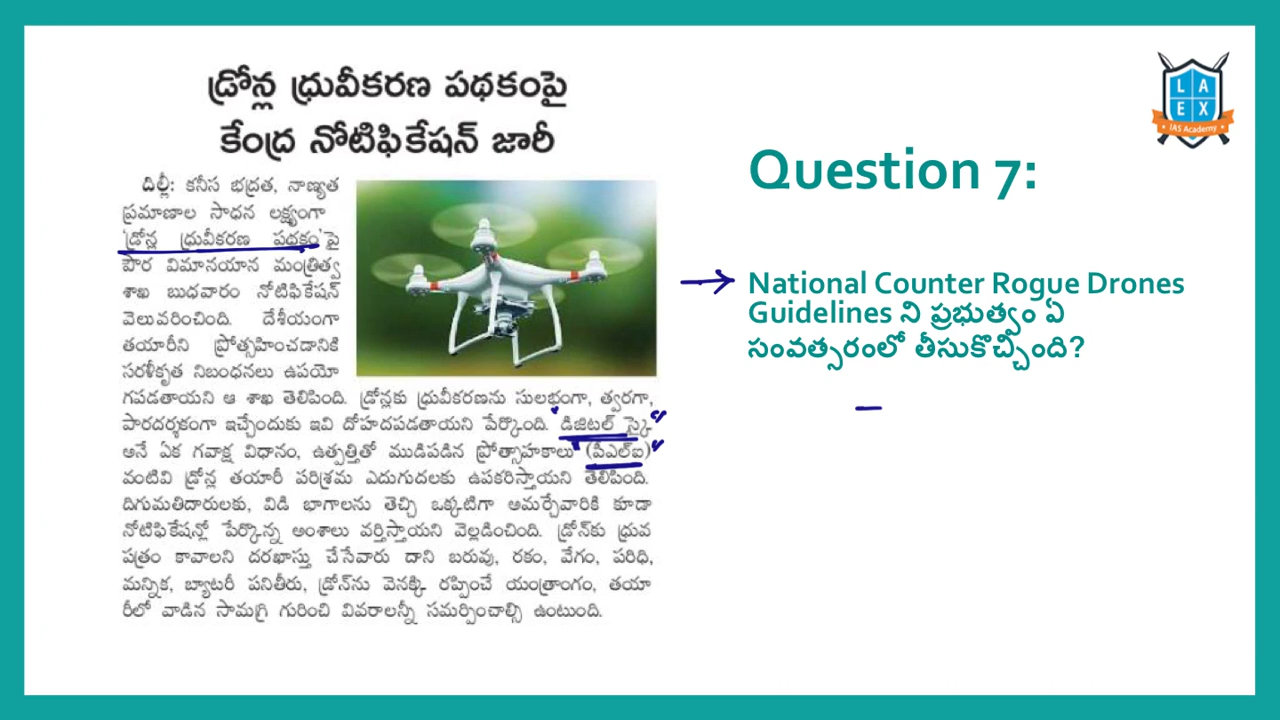 డ్రోన్ల ధ్రువీకరణ పథకంపై
కేంద్ర నోటిఫికేషన్ జారీ
దిల్లీ: కనీస భద్రత, నాణ్యత
ప్రమాణాల సాధన లక్ష్యంగా
'డ్రోన్ల ధ్రువీకరణ పథకం'పై
పౌర విమానయాన మంత్రిత్వ
శాఖ బుధవారం నోటిఫికేషన్
వెలువరించింది. దేశీయంగా
తయారీని ప్రోత్సహించడానికి
సరళీకృత నిబంధనలు ఉపయో
గపడతాయని ఆ శాఖ తెలిపింది. డ్రోన్లకు ధ్రువీకరణను సులభంగా, త్వరగా,
పారదర్శకంగా ఇచ్చేందుకు ఇవి దోహదపడతాయని పేర్కొంది. డిజిటల్ స్కై
అనే ఏక గవాక్ష విధానం, ఉత్పత్తితో ముడిపడిన ప్రోత్సాహకాలు (పీఎల్ఐ)
వంటివి డ్రోన్ల తయారీ పరిశ్రమ ఎదుగుదలకు ఉపకరిస్తాయని తెలిపింది.
దిగుమతిదారులకు, విడి భాగాలను తెచ్చి ఒక్కటిగా అమర్చేవారికి కూడా
నోటిఫికేషన్లో పేర్కొన్న అంశాలు వర్తిస్తాయని వెల్లడించింది. డ్రోన్‌కు ధ్రువ
పత్రం కావాలని దరఖాస్తు చేసేవారు దాని బరువు, రకం, వేగం, పరిధి,
మన్నిక, బ్యాటరీ పనితీరు, డ్రోన్‌ను వెనక్కి రప్పించే యంత్రాంగం, తయా
రీలో వాడిన సామగ్రి గురించి వివరాలన్నీ సమర్పించాల్సి ఉంటుంది.
L A
E X
IAS Academy
Question 7:
National Counter Rogue Drones
Guidelines ని ప్రభుత్వం ఏ
సంవత్సరంలో తీసుకొచ్చింది?